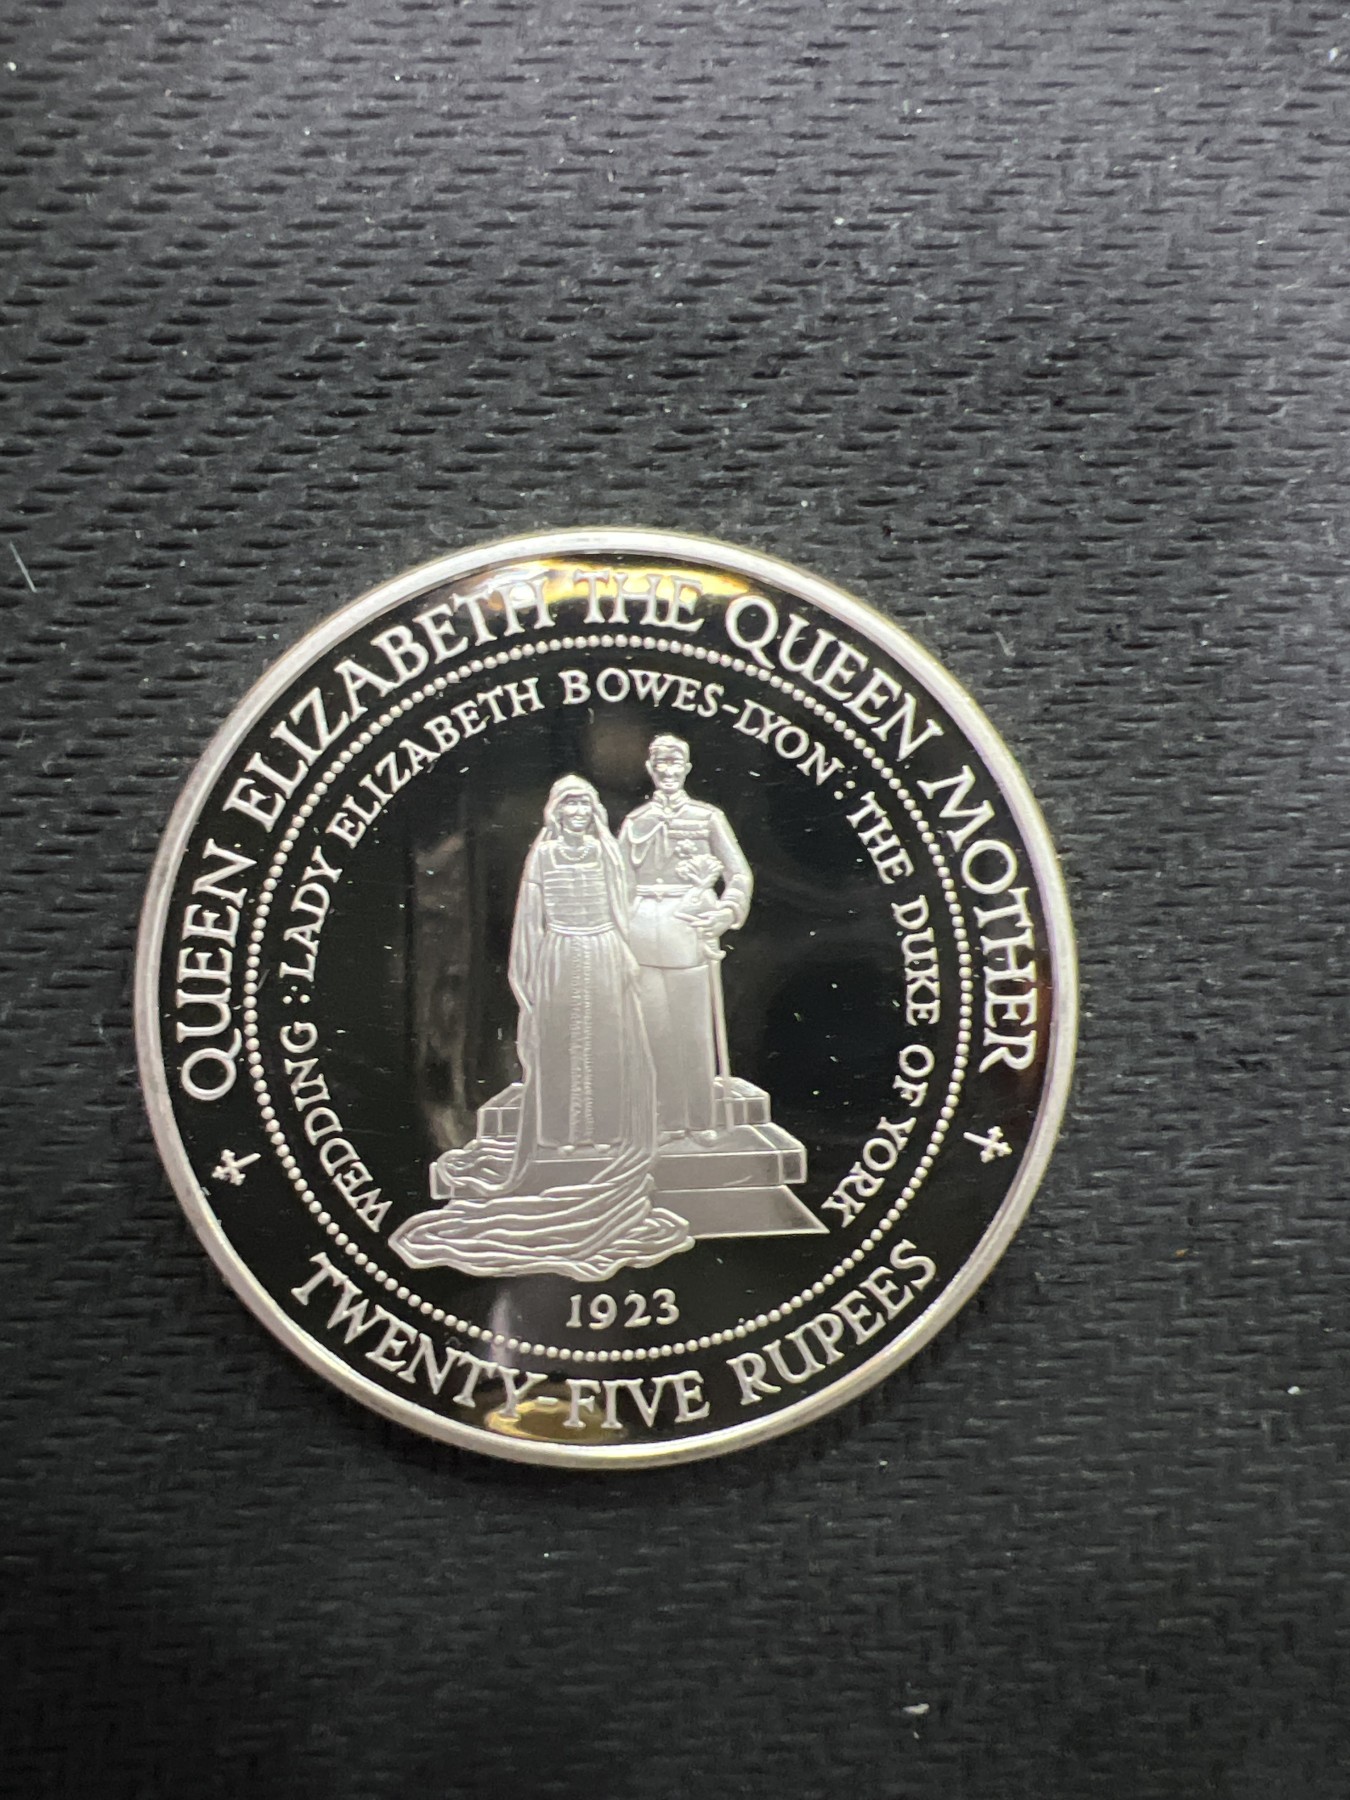 QUEEN ELIZABETH THE QUEEN MOTHER
WEDDING : LADY ELIZABETH BOWES-LYON : THE DUKE OF YORK
1923
TWENTY-FIVE RUPEES